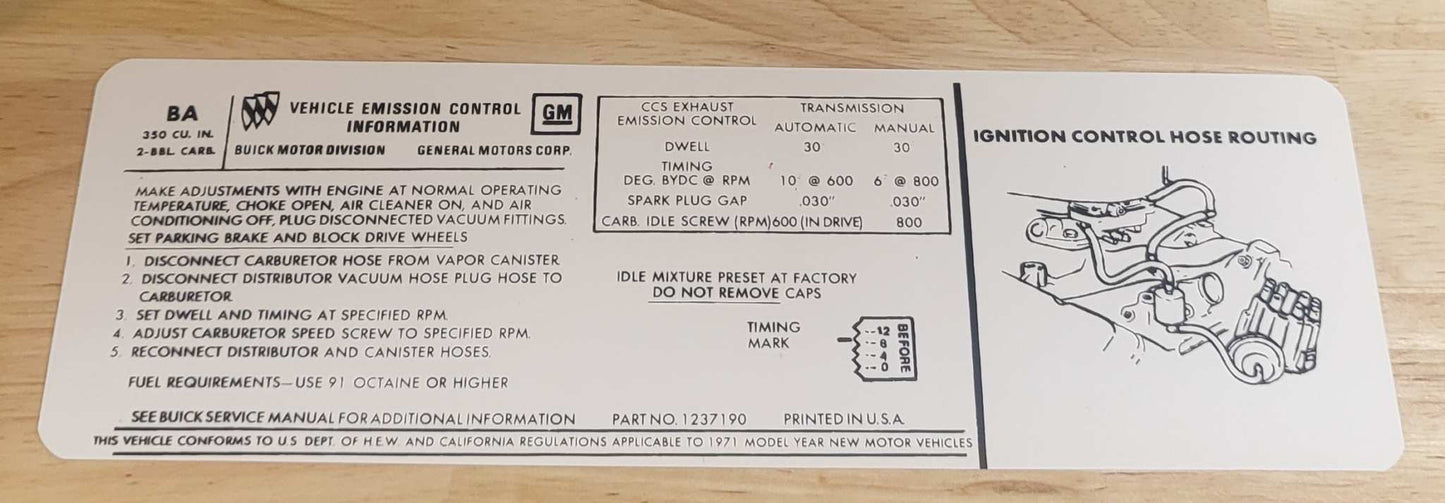 BA
350 CU. IN.
2-BBL. CARB.
VEHICLE EMISSION CONTROL
INFORMATION
GM
BUICK MOTOR DIVISION GENERAL MOTORS CORP.
MAKE ADJUSTMENTS WITH ENGINE AT NORMAL OPERATING
TEMPERATURE, CHOKE OPEN, AIR CLEANER ON, AND AIR
CONDITIONING OFF, PLUG DISCONNECTED VACUUM FITTINGS.
SET PARKING BRAKE AND BLOCK DRIVE WHEELS
1. DISCONNECT CARBURETOR HOSE FROM VAPOR CANISTER
2. DISCONNECT DISTRIBUTOR VACUUM HOSE PLUG HOSE TO
CARBURETOR.
3. SET DWELL AND TIMING AT SPECIFIED RPM.
4. ADJUST CARBURETOR SPEED SCREW TO SPECIFIED RPM.
5. RECONNECT DISTRIBUTOR AND CANISTER HOSES.
FUEL REQUIREMENTS—USE 91 OCTAINE OR HIGHER
CCS EXHAUST TRANSMISSION
EMISSION CONTROL AUTOMATIC MANUAL
DWELL 30° 30°
TIMING
DEG. BYDC @ RPM 10° @ 600 6° @ 800
SPARK PLUG GAP .030" .030"
CARB. IDLE SCREW (RPM) 600 (IN DRIVE) 800
IDLE MIXTURE PRESET AT FACTORY
DO NOT REMOVE CAPS
TIMING
MARK
12
8
4
0
BEFORE
SEE BUICK SERVICE MANUAL FOR ADDITIONAL INFORMATION PART NO. 1237190 PRINTED IN U.S.A.
THIS VEHICLE CONFORMS TO U.S. DEPT. OF H.E.W. AND CALIFORNIA REGULATIONS APPLICABLE TO 1971 MODEL YEAR NEW MOTOR VEHICLES
IGNITION CONTROL HOSE ROUTING